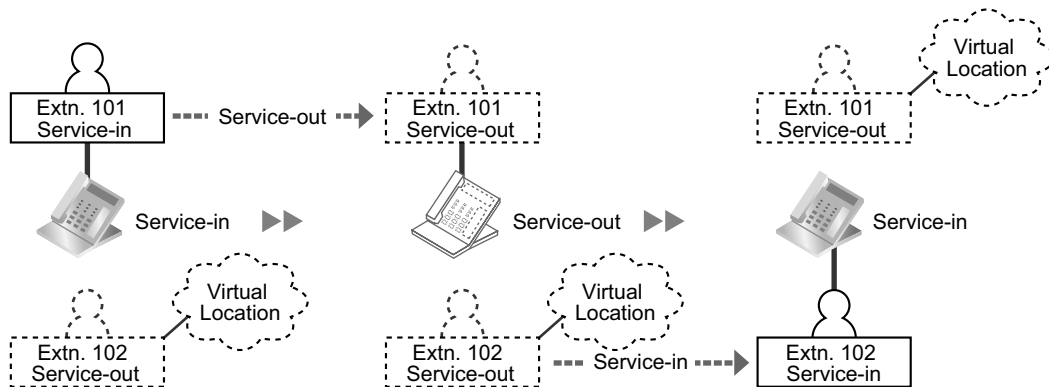 Virtual
Location
Extn. 101
Service-in
Service-out
Extn. 101
Service-out
Extn. 101
Service-out
Service-in
Service-out
Service-in
Virtual
Location
Virtual
Location
Extn. 102
Service-out
Extn. 102
Service-out
Service-in
Extn. 102
Service-in